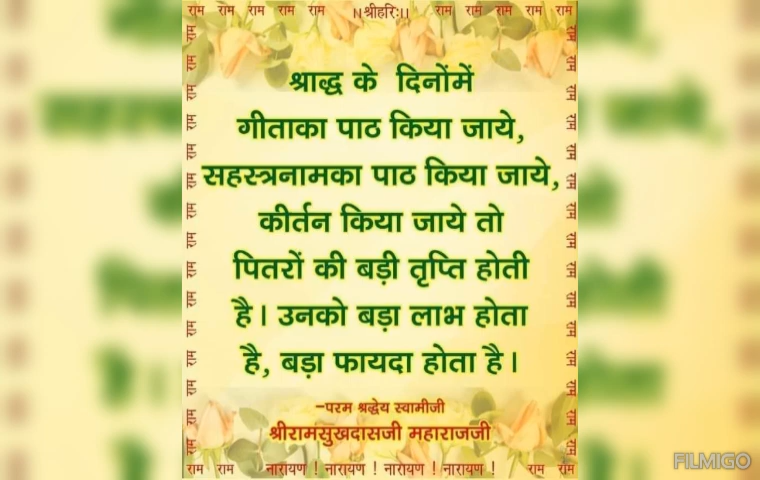 राम राम राम राम राम ।।श्रीहरि:।। राम राम राम राम राम
श्राद्ध के दिनोंमें
गीताका पाठ किया जाये,
सहस्त्रनामका पाठ किया जाये,
कीर्तन किया जाये तो
पितरों की बड़ी तृप्ति होती
है। उनको बड़ा लाभ होता
है, बड़ा फायदा होता है।
–परम श्रद्धेय स्वामीजी
श्रीरामसुखदासजी महाराजजी
राम राम नारायण ! नारायण ! नारायण ! नारायण ! राम राम
FILMIGO